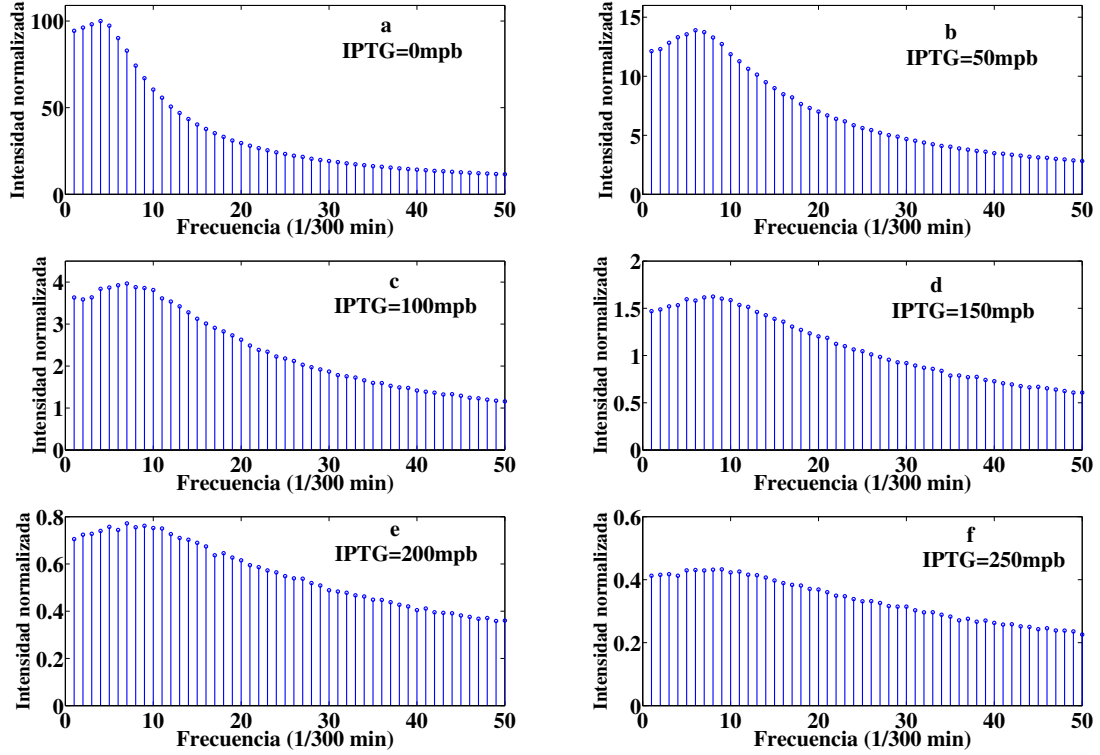 a
IPTG=0mpb
Intensidad normalizada
100
50
0
0 10 20 30 40 50
Frecuencia (1/300 min)
b
IPTG=50mpb
Intensidad normalizada
15
10
5
0
0 10 20 30 40 50
Frecuencia (1/300 min)
c
IPTG=100mpb
Intensidad normalizada
4
3
2
1
0
0 10 20 30 40 50
Frecuencia (1/300 min)
d
IPTG=150mpb
Intensidad normalizada
2
1.5
1
0.5
0
0 10 20 30 40 50
Frecuencia (1/300 min)
e
IPTG=200mpb
Intensidad normalizada
0.8
0.6
0.4
0.2
0
0 10 20 30 40 50
Frecuencia (1/300 min)
f
IPTG=250mpb
Intensidad normalizada
0.6
0.4
0.2
0
0 10 20 30 40 50
Frecuencia (1/300 min)